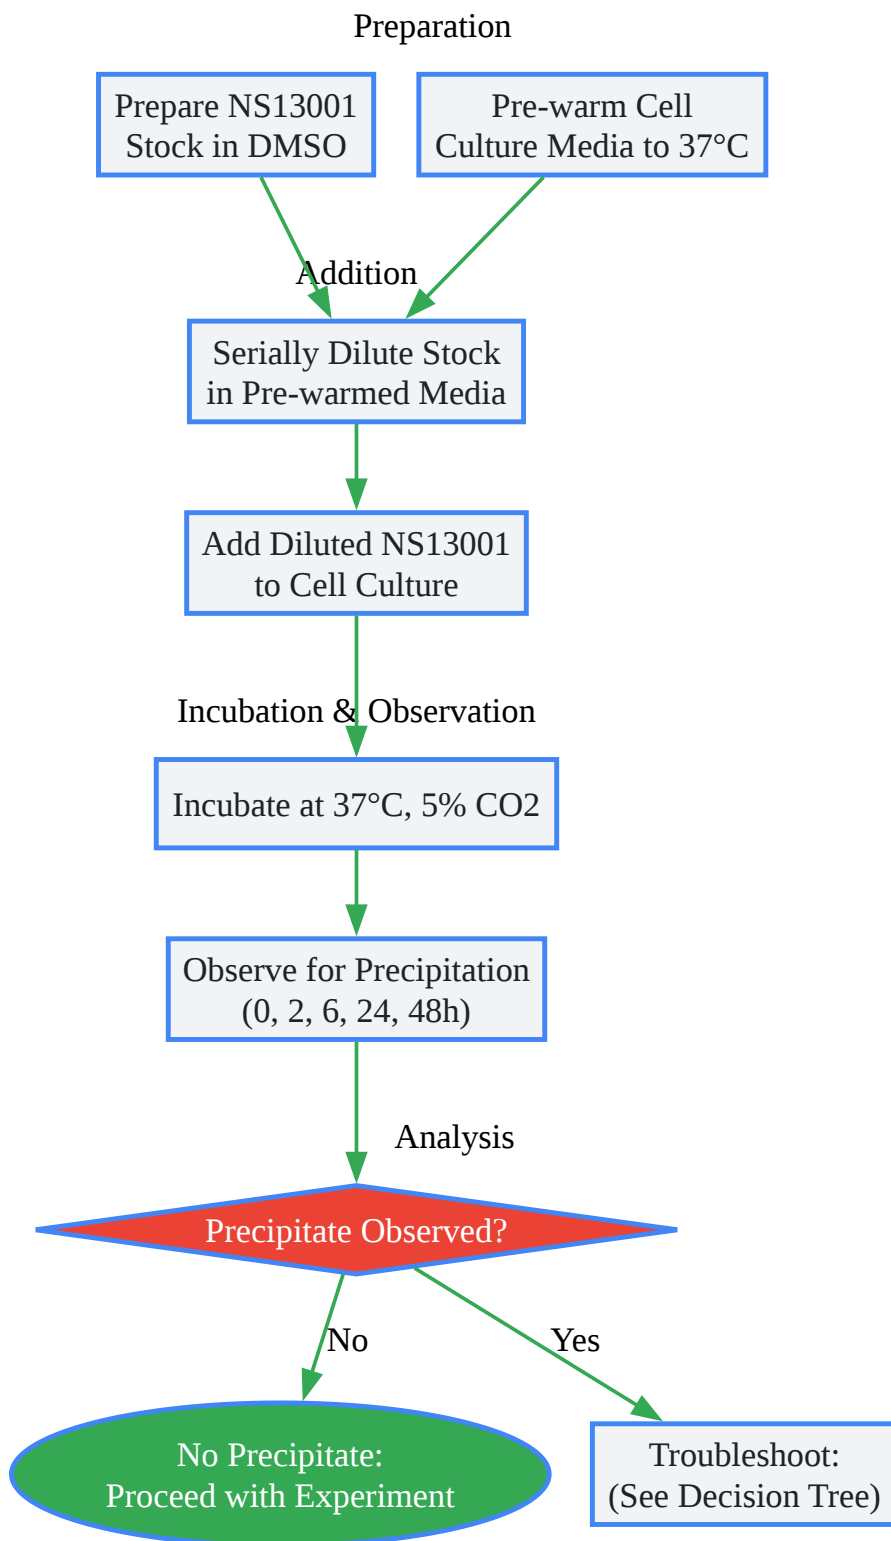 Preparation
Prepare NS13001
Stock in DMSO
Pre-warm Cell
Culture Media to 37°C
Addition
Serially Dilute Stock
in Pre-warmed Media
Add Diluted NS13001
to Cell Culture
Incubation & Observation
Incubate at 37°C, 5% CO2
Observe for Precipitation
(0, 2, 6, 24, 48h)
Analysis
Precipitate Observed?
No
Yes
No Precipitate:
Proceed with Experiment
Troubleshoot:
(See Decision Tree)